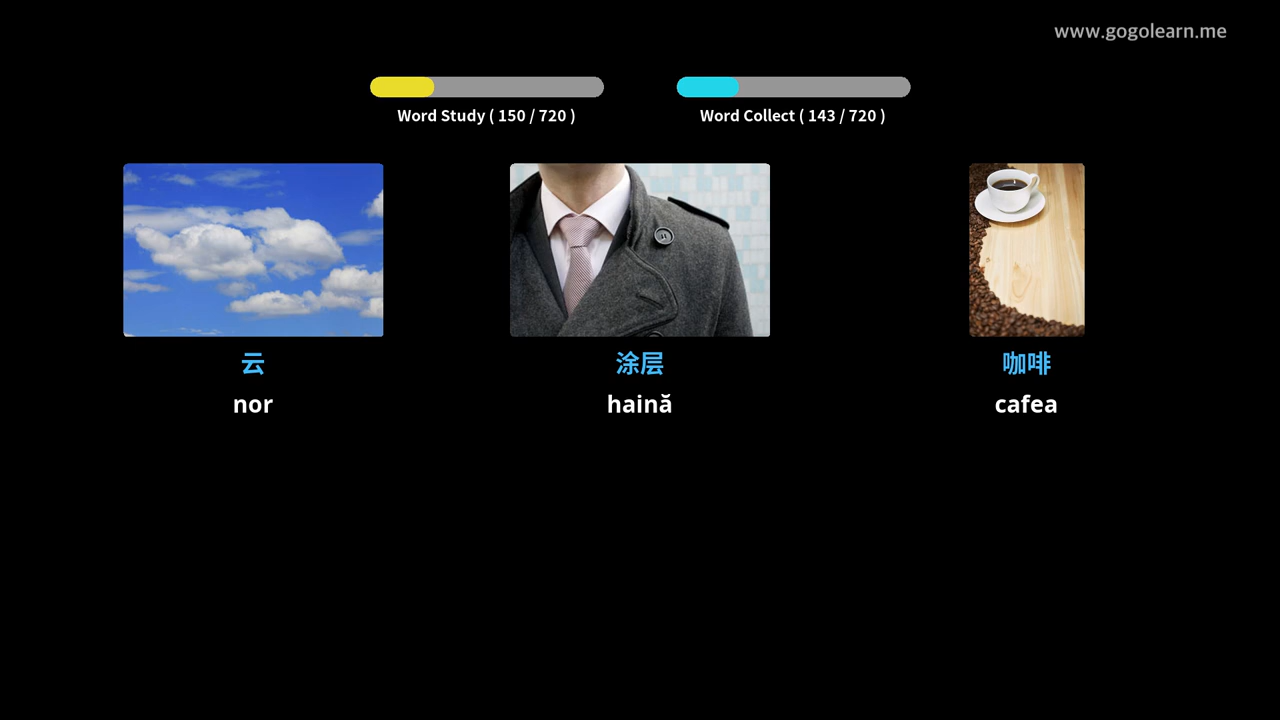 www.gogolearn.me
Word Study ( 150 / 720 )
Word Collect ( 143 / 720 )
云
涂层
咖啡
nor
haină
cafea